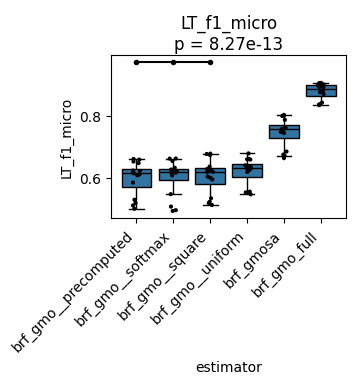 LT_f1_micro
p = 8.27e-13
LT_f1_micro
0.8
0.6
brf_gmo__precomputed
brf_gmo__softmax
brf_gmo__square
brf_gmo__uniform
brf_gmosa
brf_gmo_full
estimator